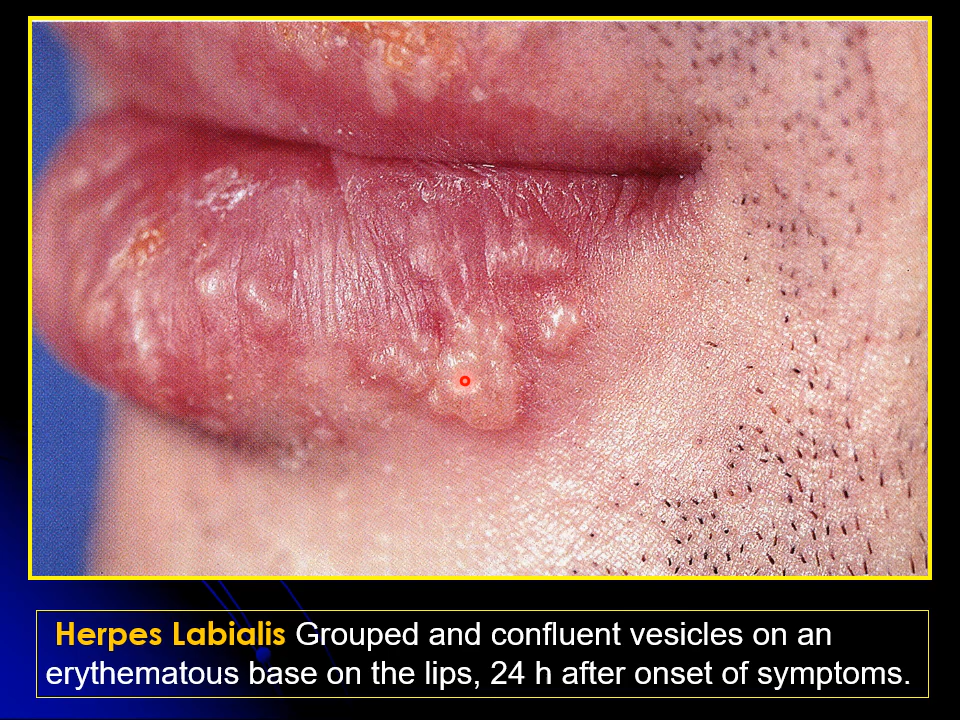 Herpes Labialis Grouped and confluent vesicles on an
erythematous base on the lips, 24 h after onset of symptoms.